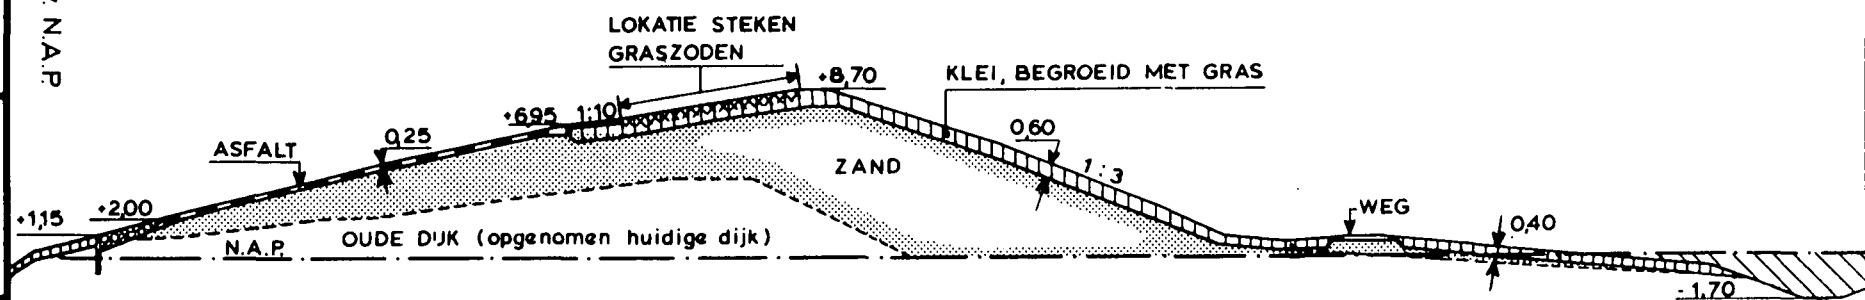 : N.A.P.
LOKATIE STEKEN
GRASZODEN
+8,70
KLEI, BEGROEID MET GRAS
+6,95
1:10
0,25
ASFALT
0,60
1:3
ZAND
+1,15
+2,00
WEG
0,40
N.A.P.
OUDE DIJK (opgenomen huidige dijk)
-1,70